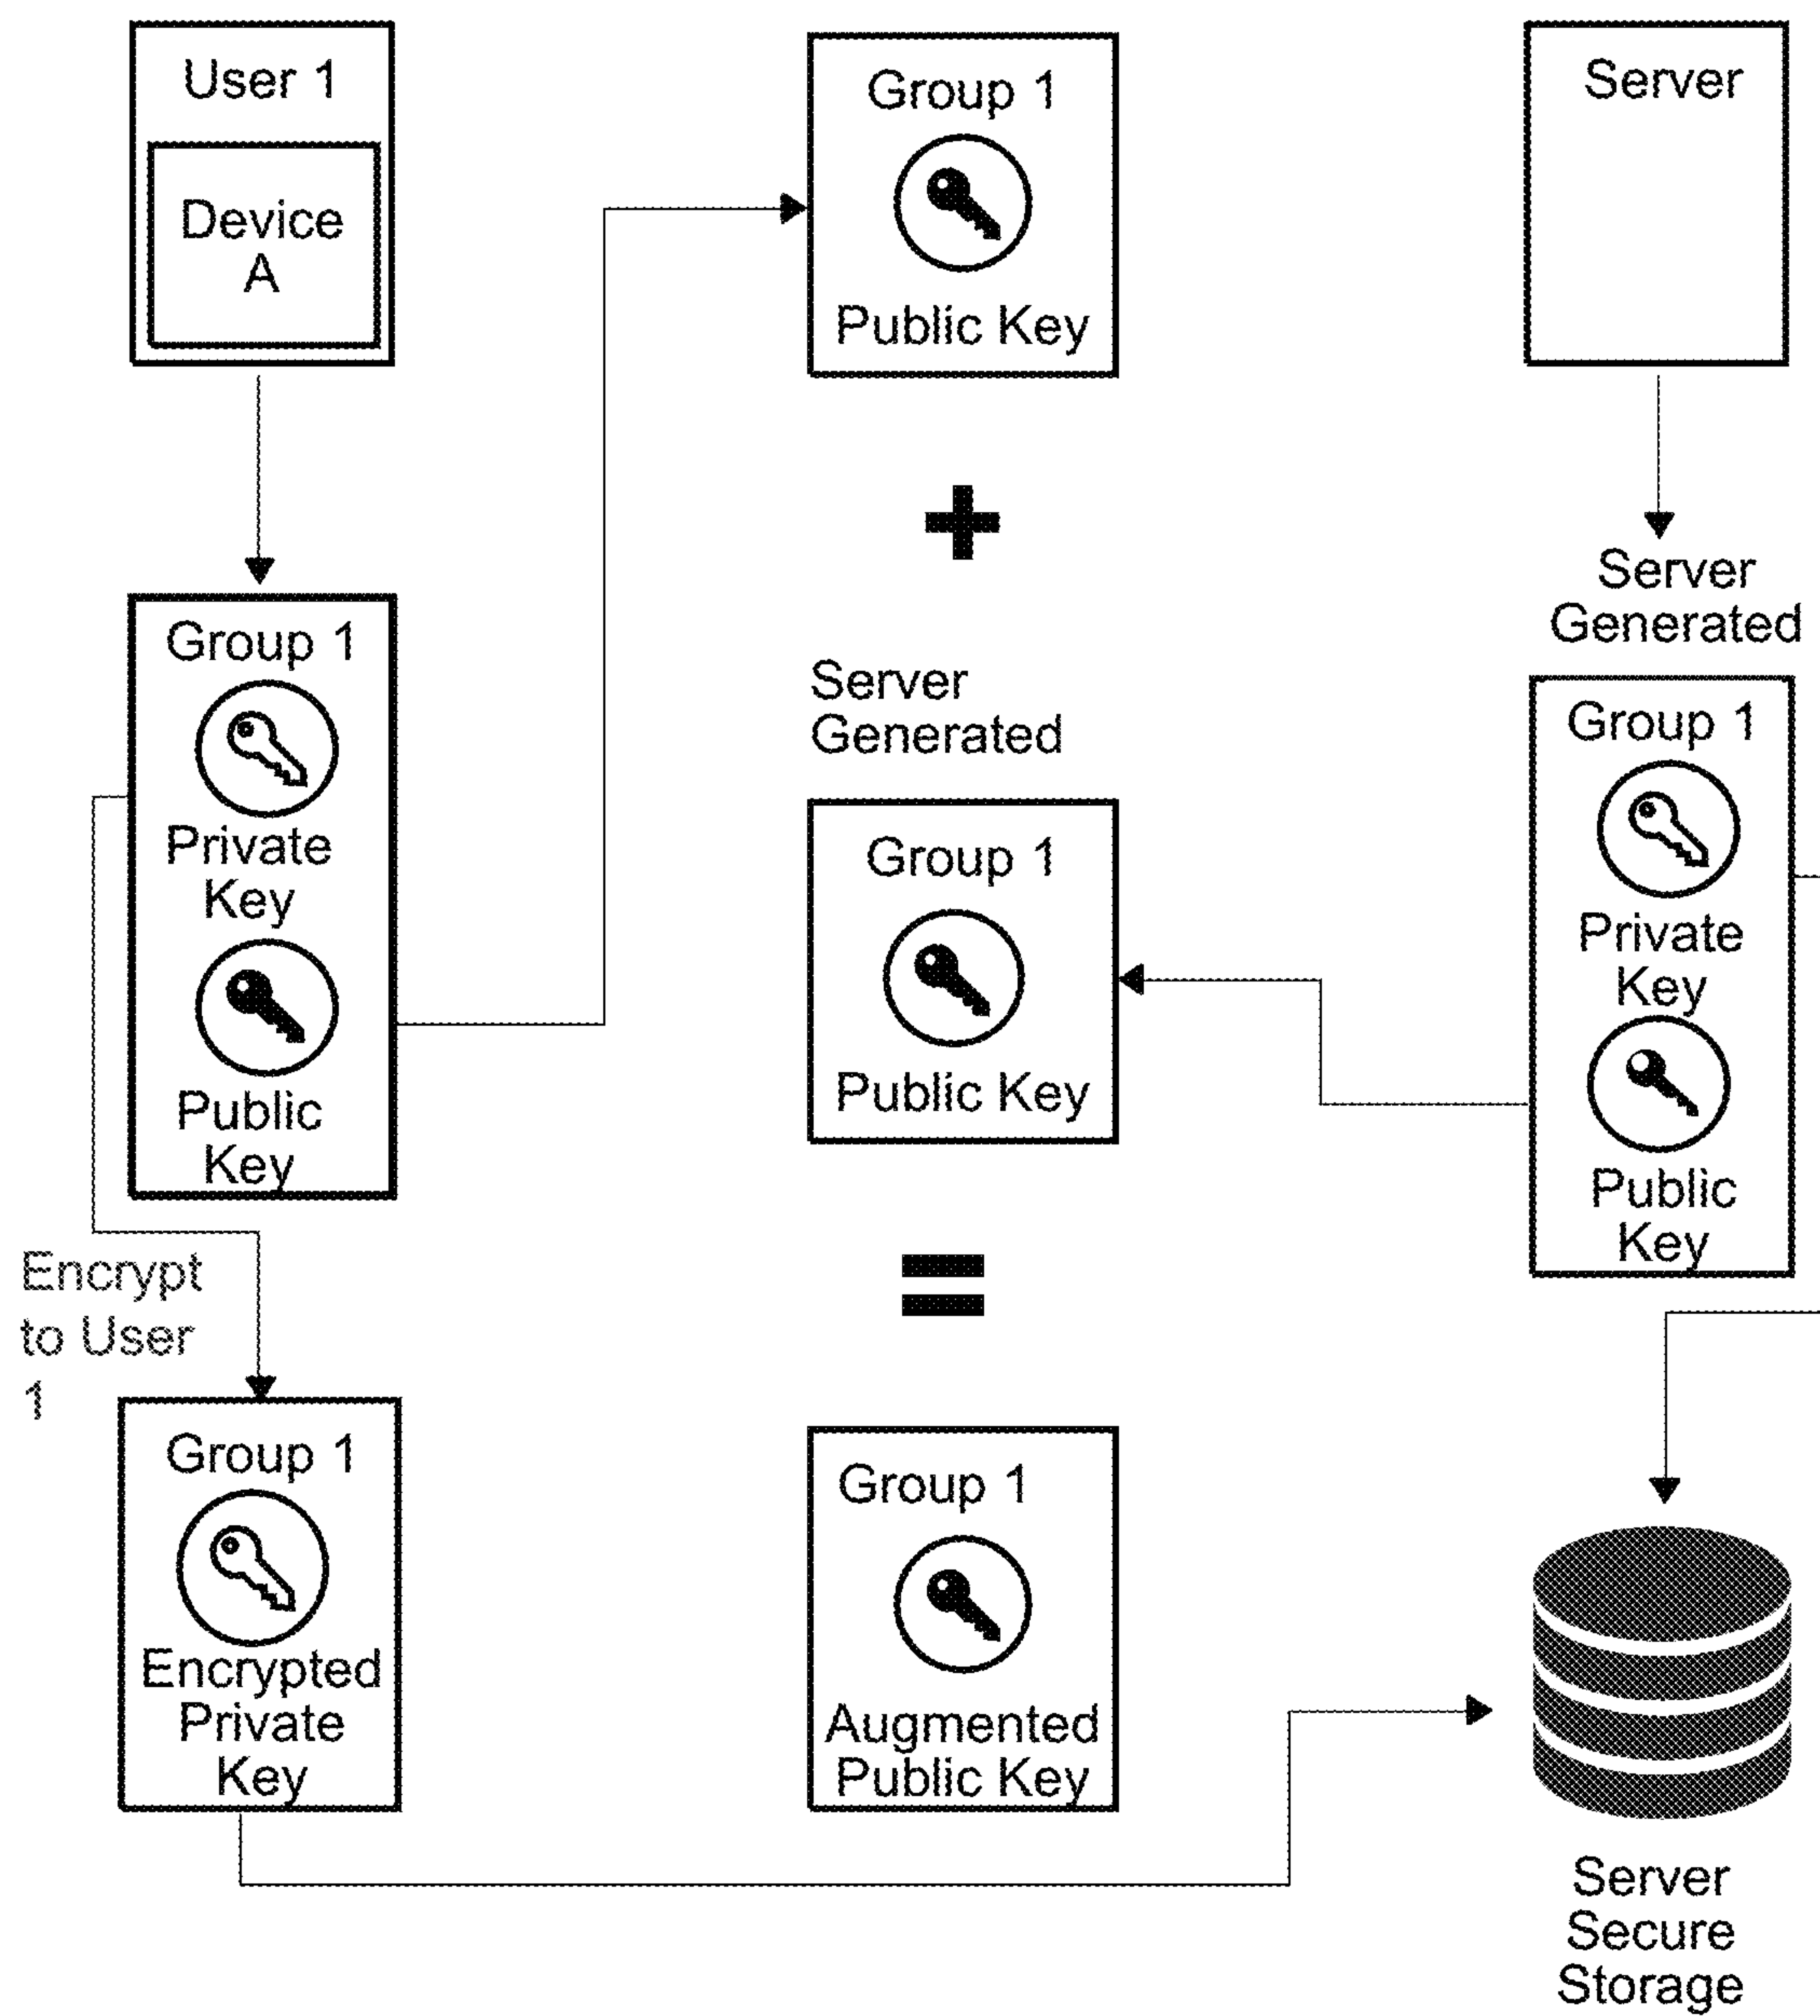 User 1
Device
A
Group 1
Public Key
Server
Server
Generated
Group 1
Private
Key
Public
Key
Server
Generated
Group 1
Public Key
Group 1
Private
Key
Public
Key
Encrypt
to User
1
Group 1
Encrypted
Private
Key
Group 1
Augmented
Public Key
Server
Secure
Storage